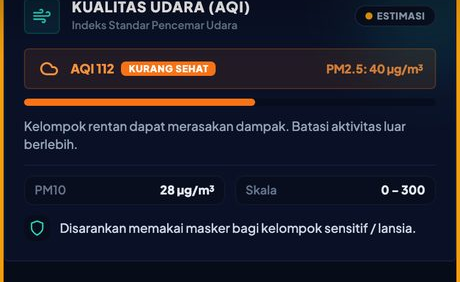 KUALITAS UDARA (AQI)
Indeks Standar Pencemar Udara
ESTIMASI
AQI 112 KURANG SEHAT PM2.5: 40 µg/m³
Kelompok rentan dapat merasakan dampak. Batasi aktivitas luar
berlebih.
PM10 28 µg/m³ Skala 0 – 300
Disarankan memakai masker bagi kelompok sensitif / lansia.